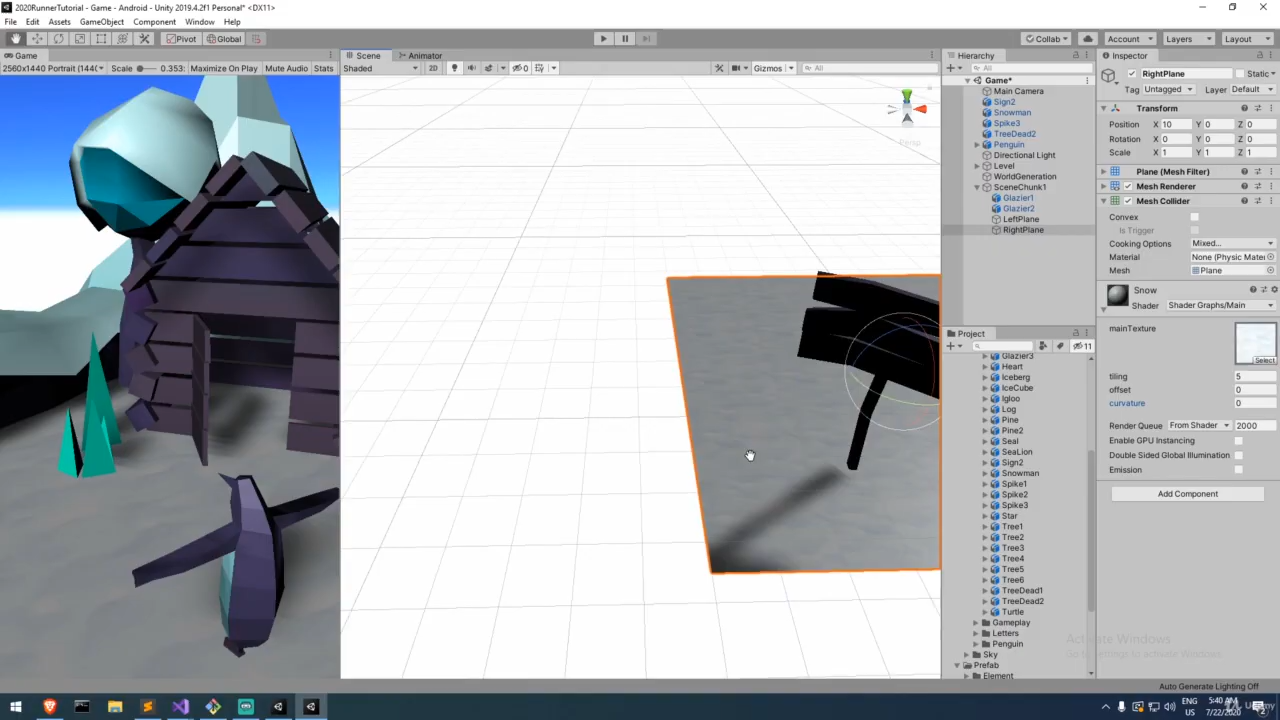 2020RunnerTutorial - Game - Android - Unity 2019.4.2f1 Personal* <DX11>
File Edit Assets GameObject Component Window Help
Pivot Global Collab Account Layers Layout
Game
2560x1440 Portrait (144 Scale 0.353: Maximize On Play Mute Audio Stats
Scene Animator
Shaded 2D 0 Gizmos All
Persp
Hierarchy
All
Game*
Main Camera
Sign2
Snowman
Spike3
TreeDead2
Penguin
Directional Light
Level
WorldGeneration
SceneChunk1
Glazier1
Glazier2
LeftPlane
RightPlane
Project
11
Glazier3
Heart
Iceberg
IceCube
Igloo
Log
Pine
Pine2
Seal
SeaLion
Sign2
Snowman
Spike1
Spike2
Spike3
Star
Tree1
Tree2
Tree3
Tree4
Tree5
Tree6
TreeDead1
TreeDead2
Turtle
Gameplay
Letters
Penguin
Sky
Prefab
Element
Inspector
RightPlane Static
Tag Untagged Layer Default
Transform
Position X 10 Y 0 Z 0
Rotation X 0 Y 0 Z 0
Scale X 1 Y 1 Z 1
Plane (Mesh Filter)
Mesh Renderer
Mesh Collider
Convex
Is Trigger
Cooking Options Mixed...
Material None (Physic Mater
Mesh Plane
Snow
Shader Shader Graphs/Main
mainTexture
Select
tiling 5
offset 0
curvature 0
Render Queue From Shader 2000
Enable GPU Instancing
Double Sided Global Illumination
Emission
Add Component
Activate Windows
Go to Settings to activate Windows.
Auto Generate Lighting Off
ENG
US
5:40 AM
7/22/2020
2